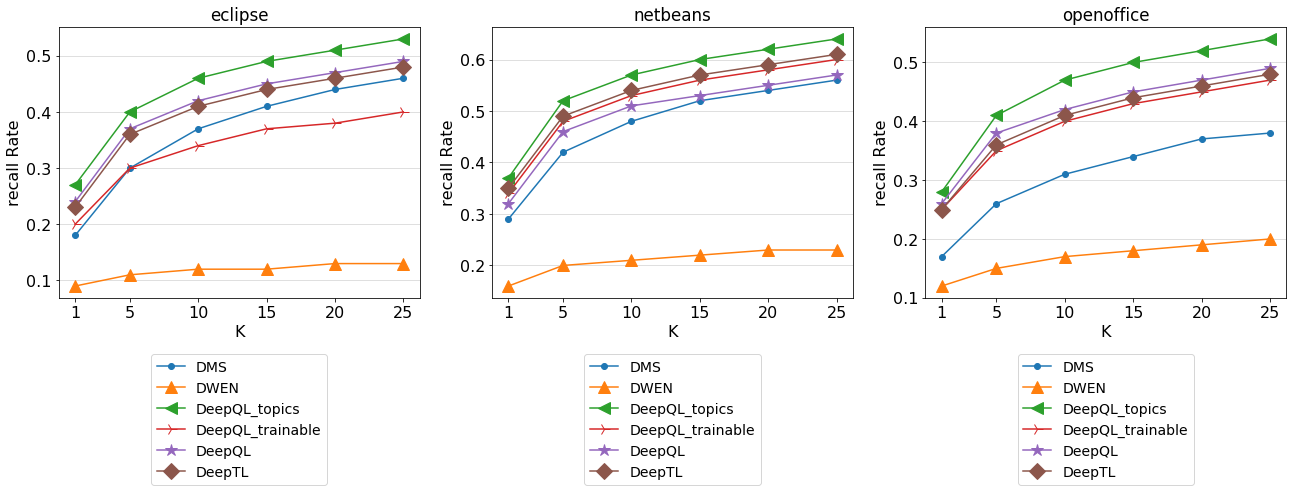 eclipse
recall Rate
0.5
0.4
0.3
0.2
0.1
1 5 10 15 20 25
K
DMS
DWEN
DeepQL_topics
DeepQL_trainable
DeepQL
DeepTL
netbeans
recall Rate
0.6
0.5
0.4
0.3
0.2
1 5 10 15 20 25
K
DMS
DWEN
DeepQL_topics
DeepQL_trainable
DeepQL
DeepTL
openoffice
recall Rate
0.5
0.4
0.3
0.2
0.1
1 5 10 15 20 25
K
DMS
DWEN
DeepQL_topics
DeepQL_trainable
DeepQL
DeepTL